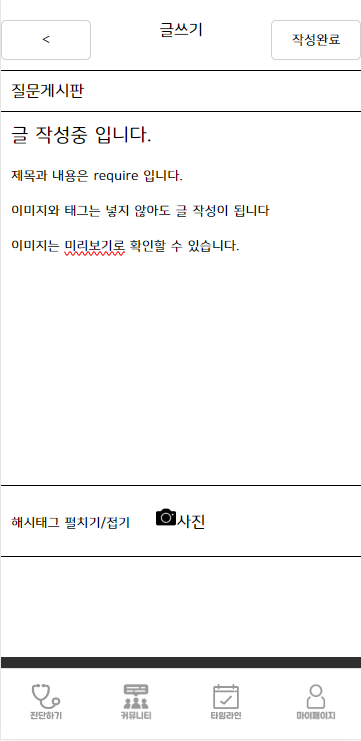 글쓰기
<
작성완료
질문게시판
글 작성중 입니다.
제목과 내용은 require 입니다.
이미지와 태그는 넣지 않아도 글 작성이 됩니다
이미지는 미리보기로 확인할 수 있습니다.
해시태그 펼치기/접기
사진
진단하기
커뮤니티
타임라인
마이페이지